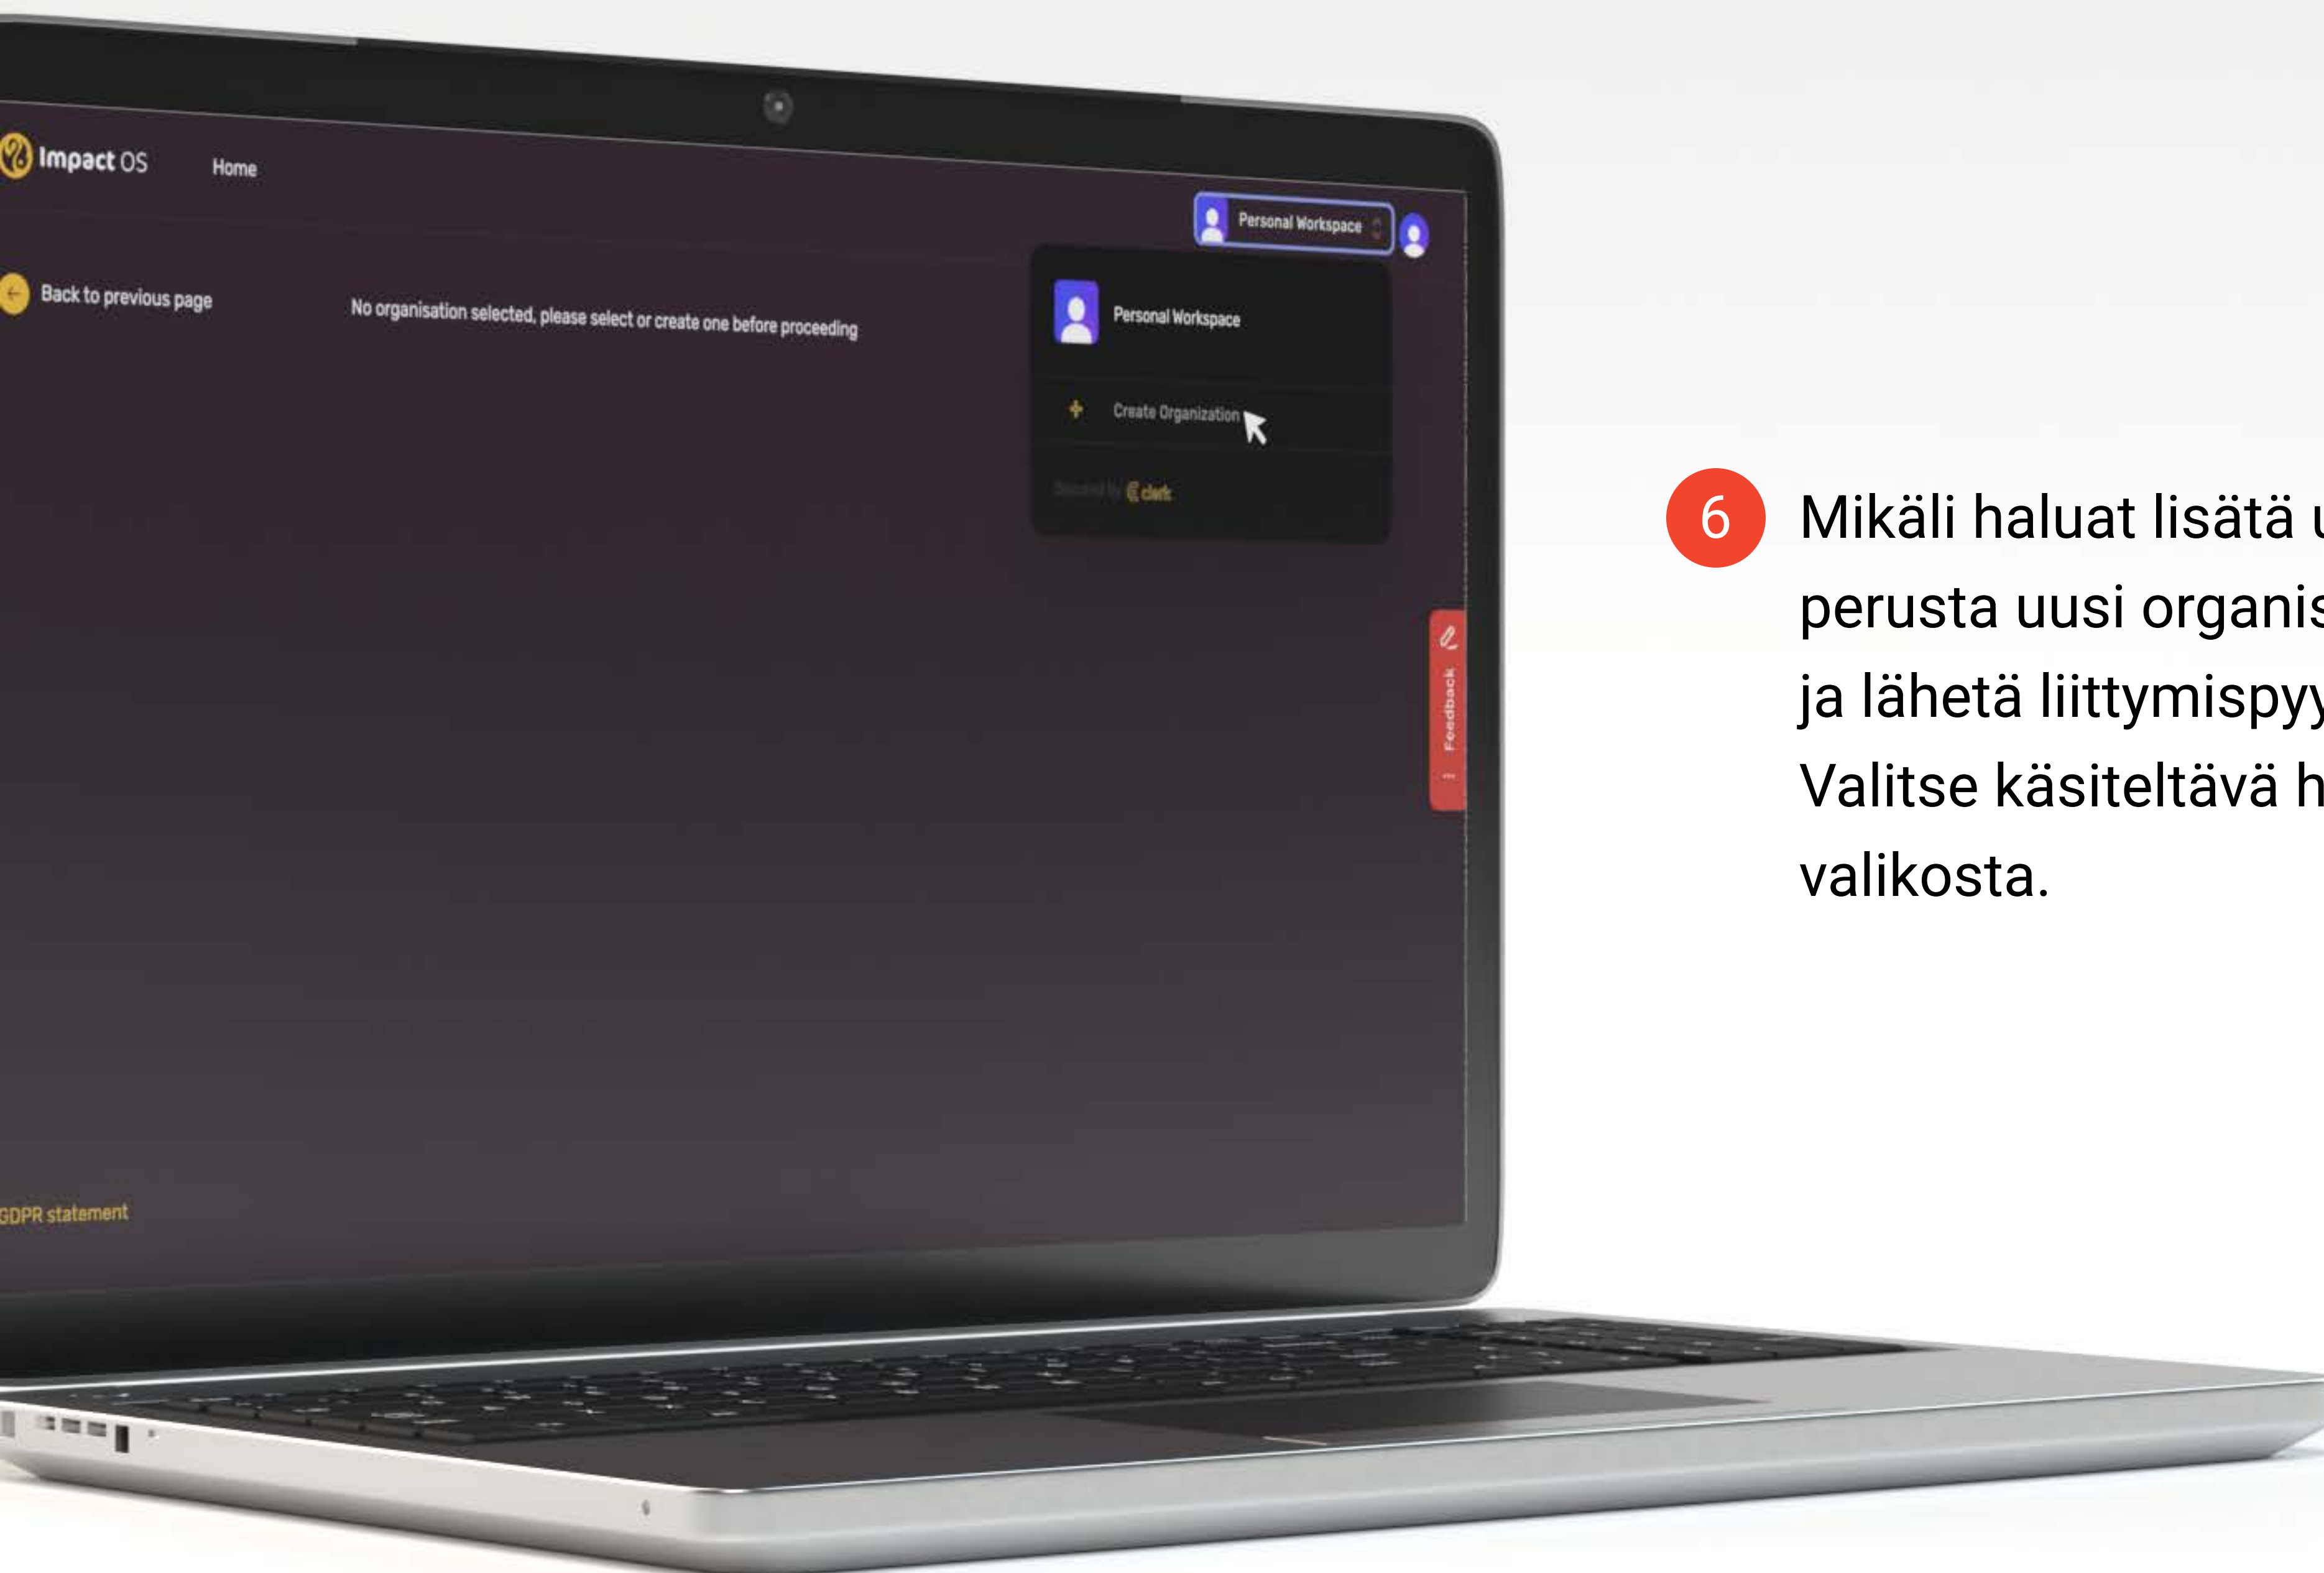 Impact OS
Home
Personal Workspace
Back to previous page
No organisation selected, please select or create one before proceeding
Personal Workspace
Create Organization
Secured by clerk
Feedback
GDPR statement
6
Mikäli haluat lisätä
perusta uusi
ja lähetä
Valitse käsiteltävä
valikosta.